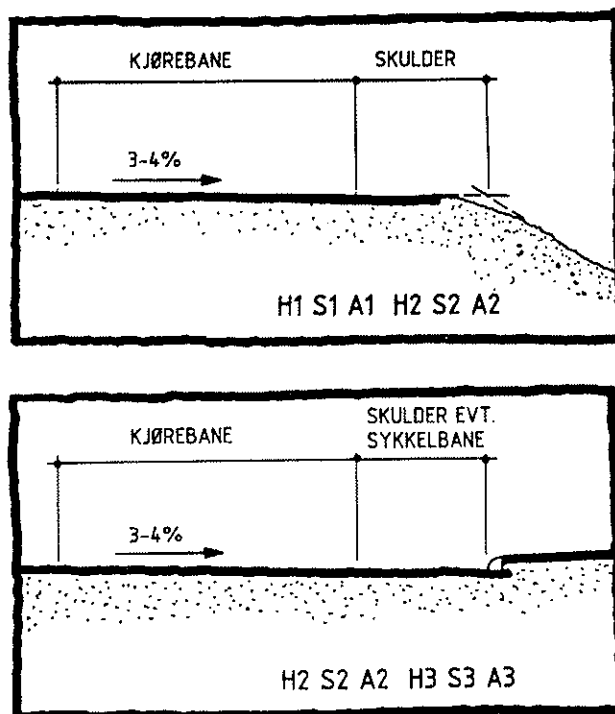 KJØREBANE SKULDER
3-4%
H1 S1 A1 H2 S2 A2
SKULDER EVT.
KJØREBANE SYKKELBANE
3-4%
H2 S2 A2 H3 S3 A3